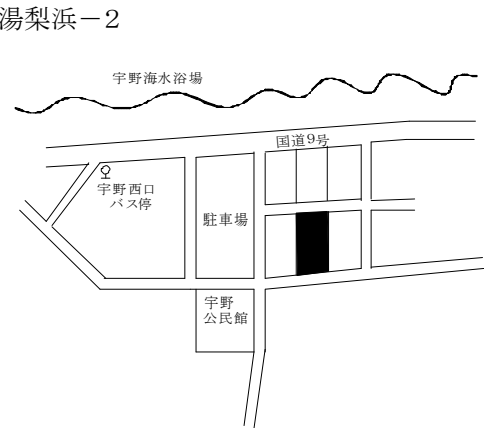 湯梨浜－2
宇野海水浴場
国道9号
宇野西口
バス停
駐車場
宇野
公民館